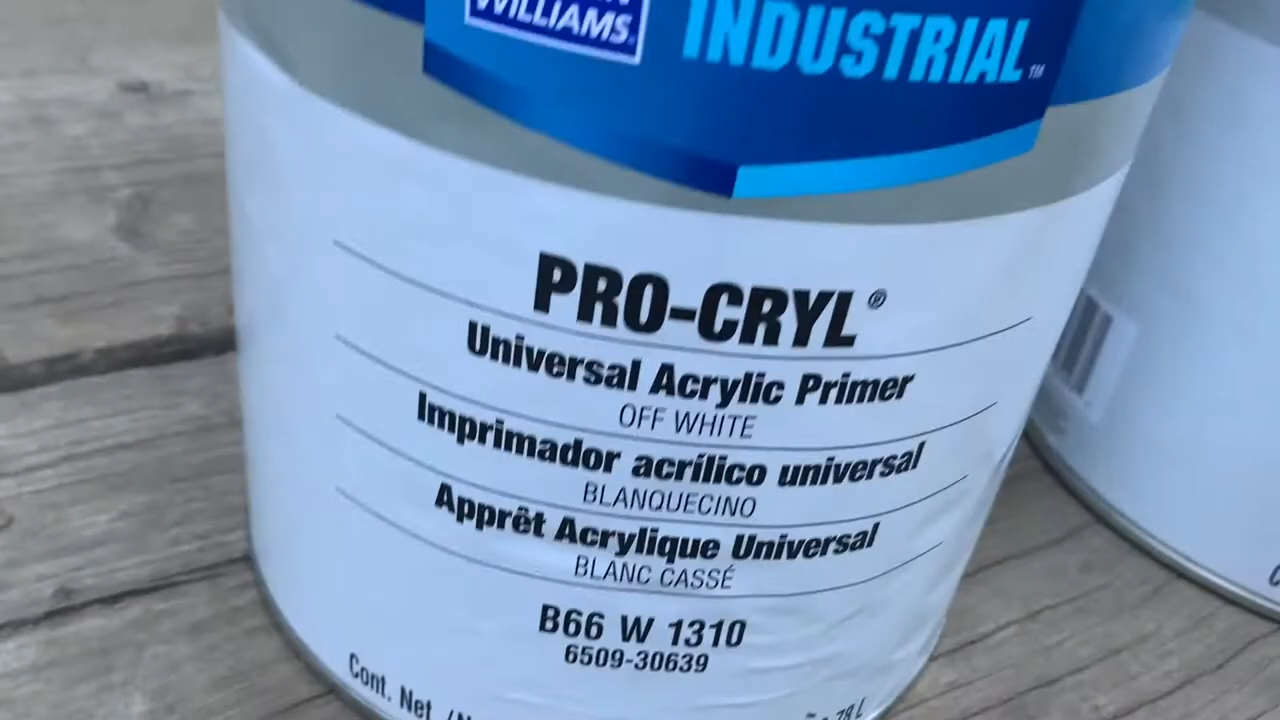 WILLIAMS.
INDUSTRIAL™
PRO-CRYL®
Universal Acrylic Primer
OFF WHITE
Imprimador acrílico universal
BLANQUECINO
Apprêt Acrylique Universal
BLANC CASSÉ
B66 W 1310
6509-30639
Cont. Net